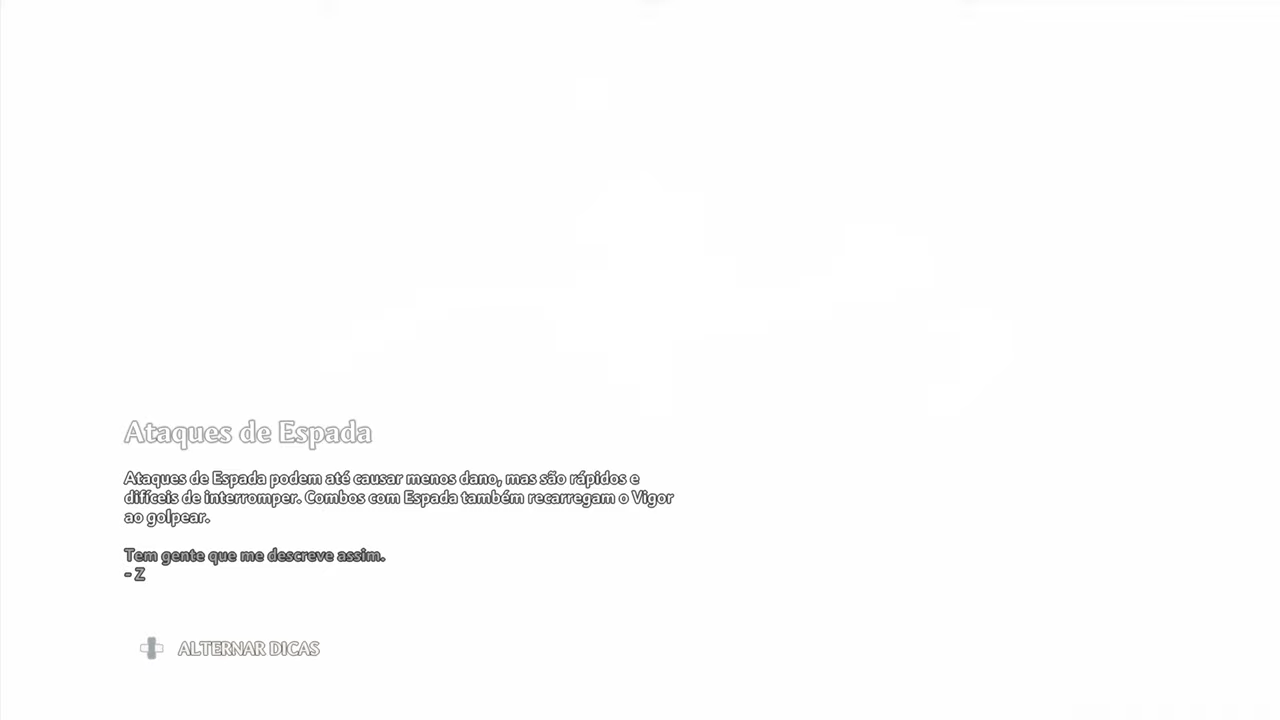 Ataques de Espada
Ataques de Espada podem até causar menos dano, mas são rápidos e
difíceis de interromper. Combos com Espada também recarregam o Vigor
ao golpear.
Tem gente que me descreve assim.
- Z
ALTERNAR DICAS